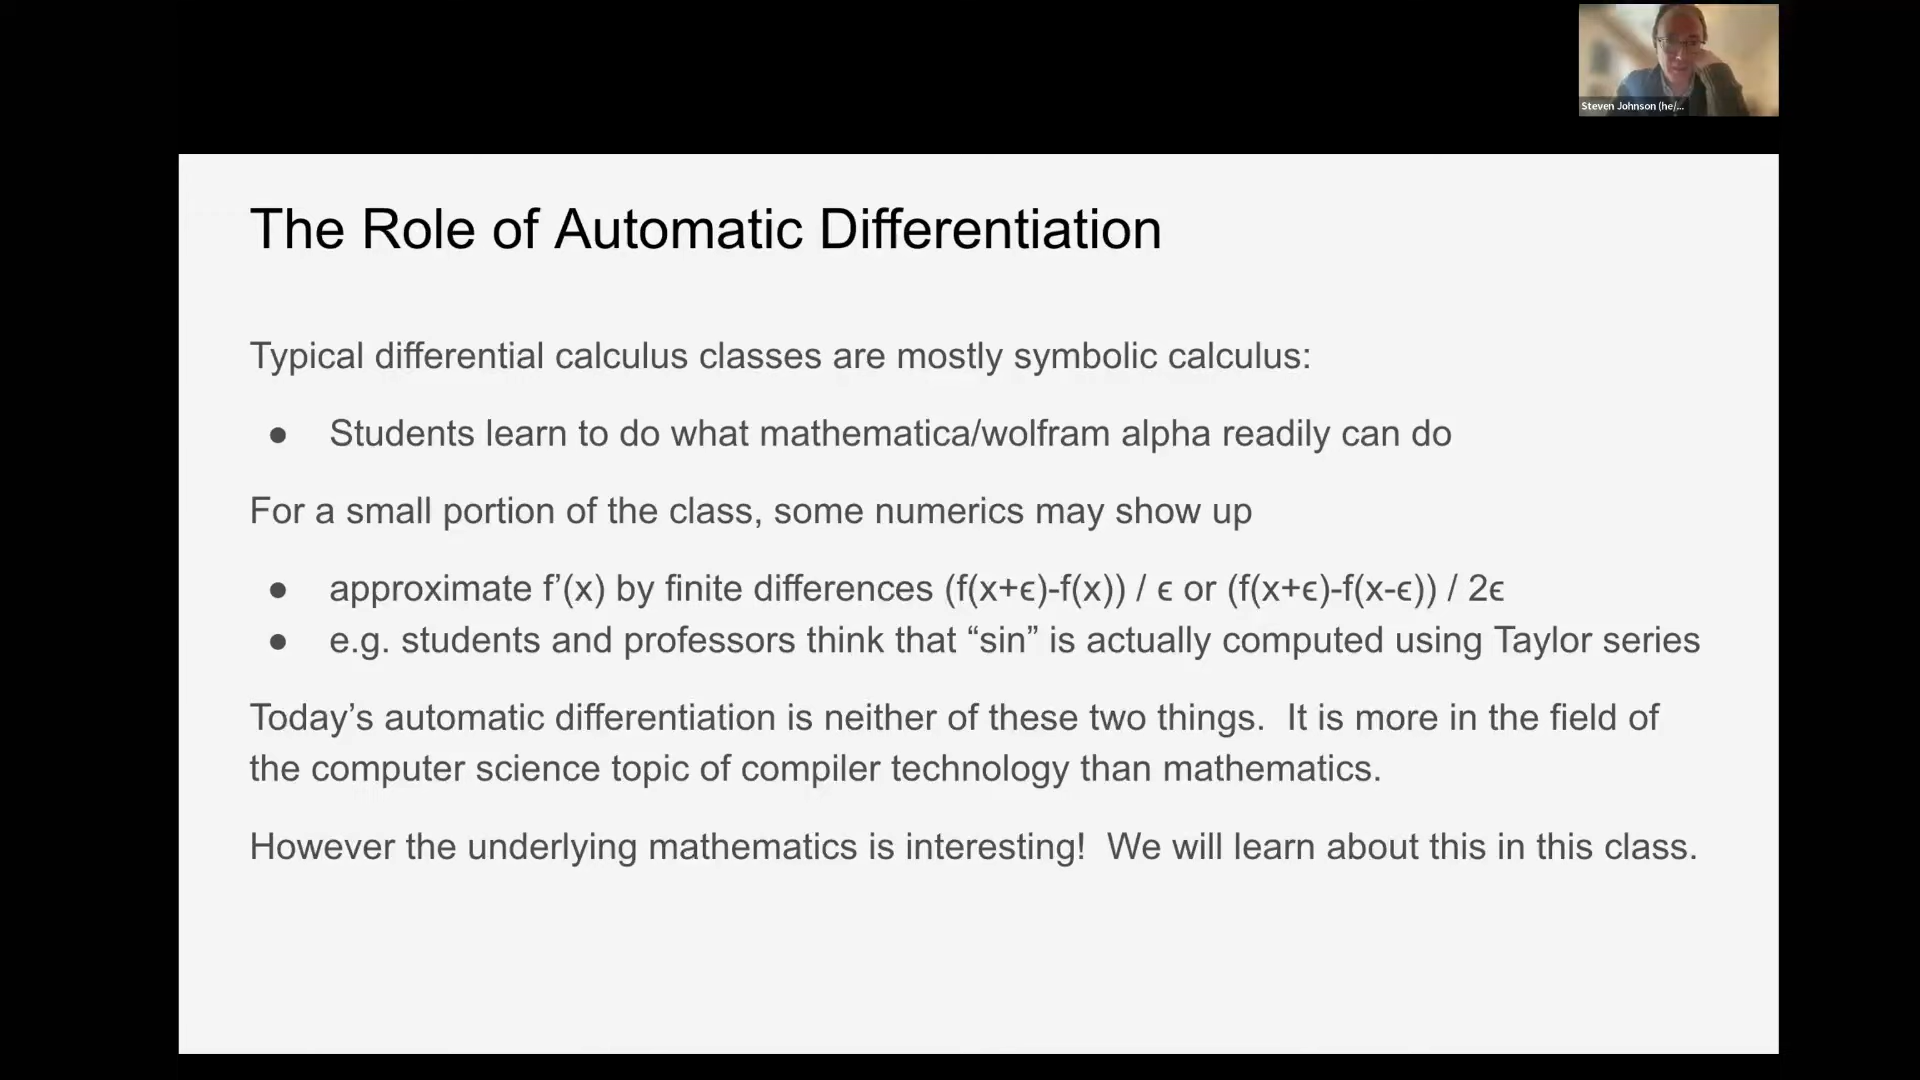 Steven Johnson (he/...
The Role of Automatic Differentiation
Typical differential calculus classes are mostly symbolic calculus:
● Students learn to do what mathematica/wolfram alpha readily can do
For a small portion of the class, some numerics may show up
● approximate f’(x) by finite differences (f(x+ϵ)-f(x)) / ϵ or (f(x+ϵ)-f(x-ϵ)) / 2ϵ
● e.g. students and professors think that “sin” is actually computed using Taylor series
Today’s automatic differentiation is neither of these two things.  It is more in the field of
the computer science topic of compiler technology than mathematics.
However the underlying mathematics is interesting!  We will learn about this in this class.